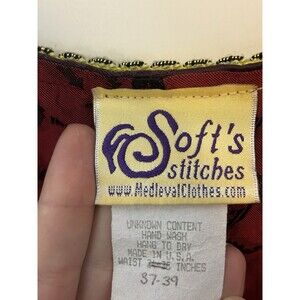 Soft's
stitches
www.MedievalClothes.com
UNKNOWN CONTENT
HAND WASH
HANG TO DRY
MADE IN U.S.A.
WAIST INCHES
37-39